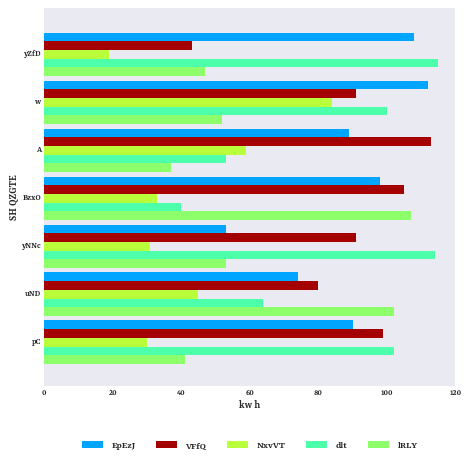 yZfD
w
A
BzxO
yNNc
uND
pC
SH QZGTE
0 20 40 60 80 100 120
kw h
EpEzJ VFfQ NxvVT dlt lRLY